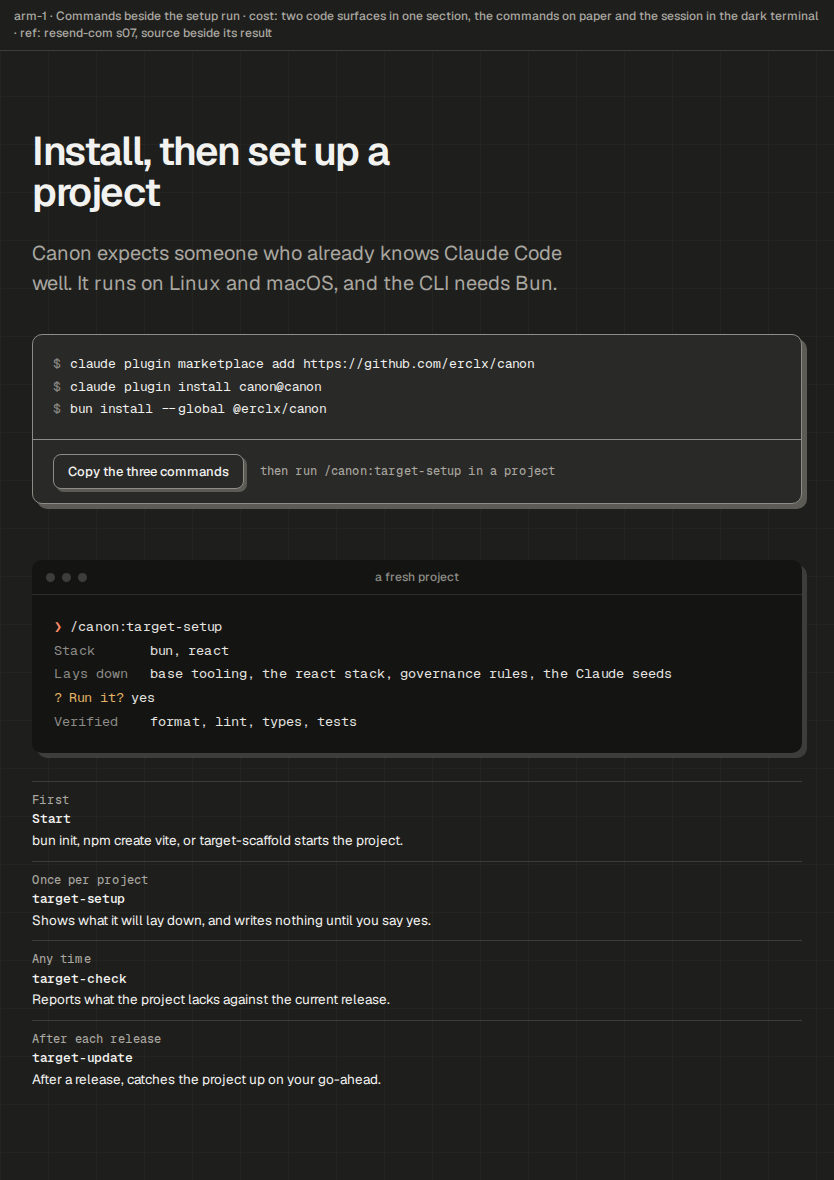 arm-1 · Commands beside the setup run · cost: two code surfaces in one section, the commands on paper and the session in the dark terminal
· ref: resend-com s07, source beside its result
Install, then set up a
project
Canon expects someone who already knows Claude Code
well. It runs on Linux and macOS, and the CLI needs Bun.
$ claude plugin marketplace add https://github.com/erclx/canon
$ claude plugin install canon@canon
$ bun install --global @erclx/canon
Copy the three commands then run /canon:target-setup in a project
a fresh project
❯ /canon:target-setup
Stack bun, react
Lays down base tooling, the react stack, governance rules, the Claude seeds
? Run it? yes
Verified format, lint, types, tests
First
Start
bun init, npm create vite, or target-scaffold starts the project.
Once per project
target-setup
Shows what it will lay down, and writes nothing until you say yes.
Any time
target-check
Reports what the project lacks against the current release.
After each release
target-update
After a release, catches the project up on your go-ahead.